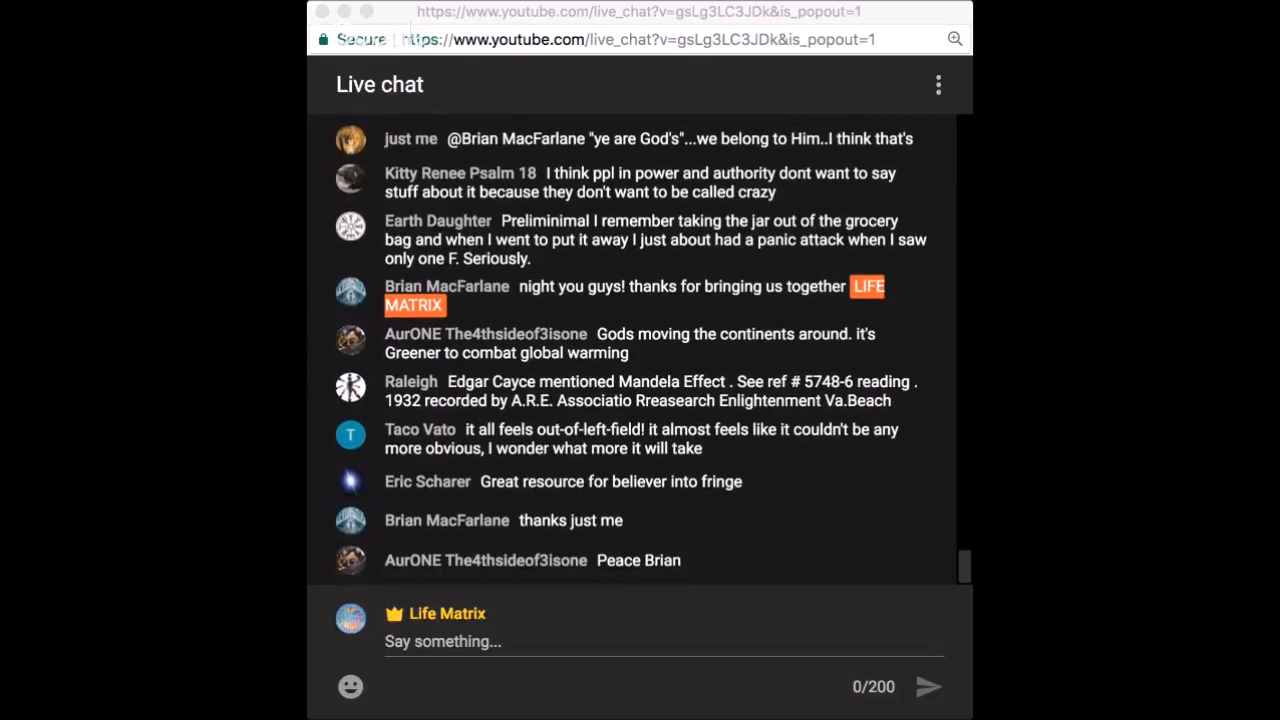 https://www.youtube.com/live_chat?v=gsLg3LC3JDk&is_popout=1
Secure https://www.youtube.com/live_chat?v=gsLg3LC3JDk&is_popout=1
Live chat
just me @Brian MacFarlane "ye are God's"...we belong to Him..I think that's
Kitty Renee Psalm 18 I think ppl in power and authority dont want to say
stuff about it because they don't want to be called crazy
Earth Daughter Preliminimal I remember taking the jar out of the grocery
bag and when I went to put it away I just about had a panic attack when I saw
only one F. Seriously.
Brian MacFarlane night you guys! thanks for bringing us together LIFE
MATRIX
AurONE The4thsideof3isone Gods moving the continents around. it's
Greener to combat global warming
Raleigh Edgar Cayce mentioned Mandela Effect . See ref # 5748-6 reading .
1932 recorded by A.R.E. Associatio Rreasearch Enlightenment Va.Beach
T Taco Vato it all feels out-of-left-field! it almost feels like it couldn't be any
more obvious, I wonder what more it will take
Eric Scharer Great resource for believer into fringe
Brian MacFarlane thanks just me
AurONE The4thsideof3isone Peace Brian
Life Matrix
Say something...
0/200